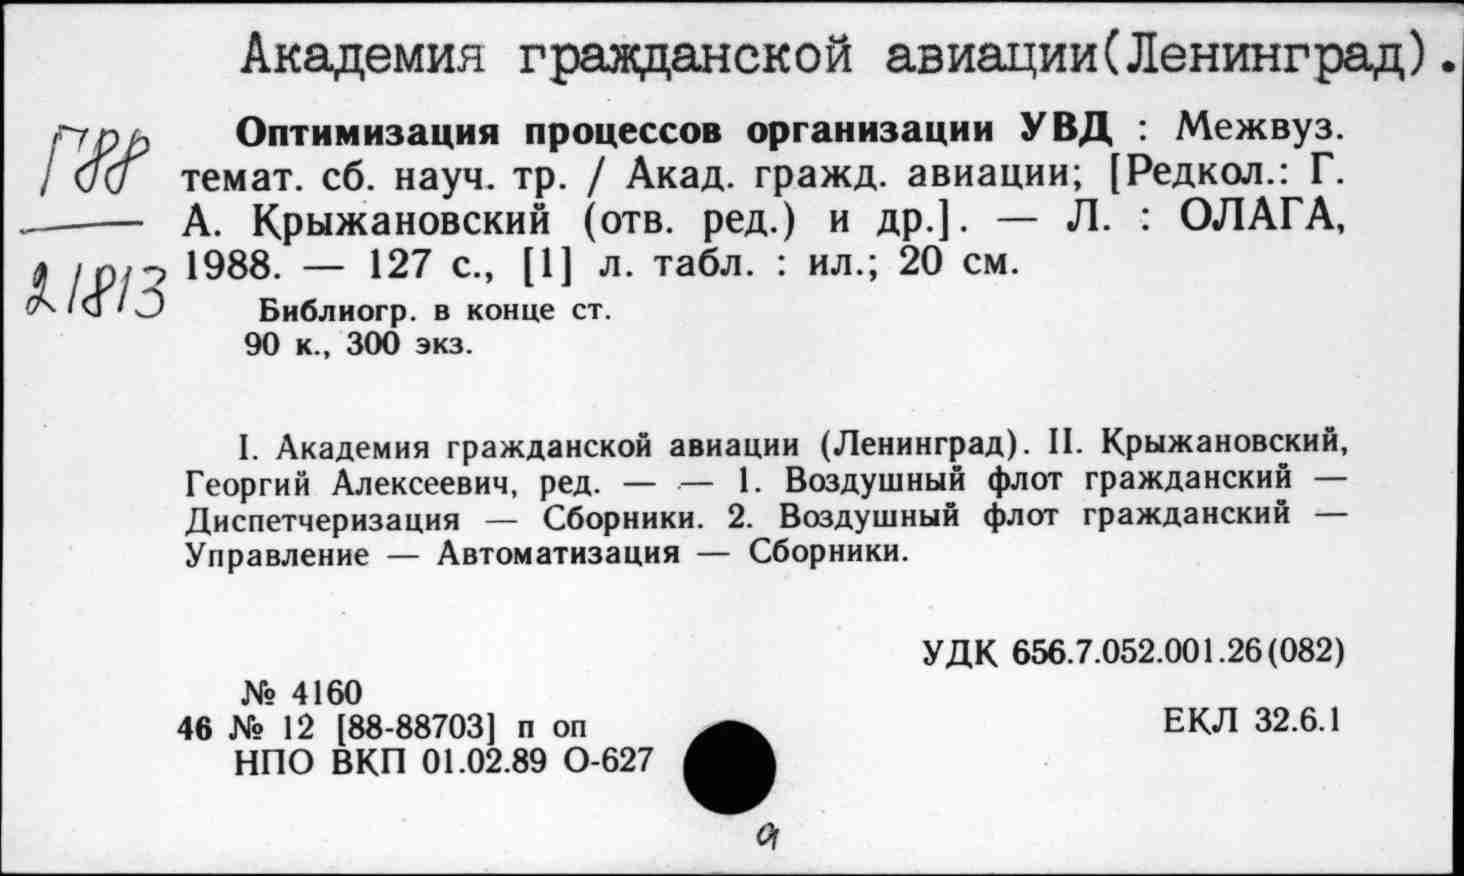 Академия гражданской авиации(Ленинград).
Г88
21813
Оптимизация процессов организации УВД : Межвуз.
темат. сб. науч. тр. / Акад. гражд. авиации; [Редкол.: Г.
А. Крыжановский (отв. ред.) и др.]. — Л. : ОЛАГА,
1988. — 127 с., [1] л. табл. : ил.; 20 см.
Библиогр. в конце ст.
90 к., 300 экз.
I. Академия гражданской авиации (Ленинград). II. Крыжановский,
Георгий Алексеевич, ред. — — 1. Воздушный флот гражданский —
Диспетчеризация — Сборники. 2. Воздушный флот гражданский —
Управление — Автоматизация — Сборники.
УДК 656.7.052.001.26(082)
№ 4160
46 № 12 [88-88703] п оп
НПО ВКП 01.02.89 О-627
ЕКЛ 32.6.1